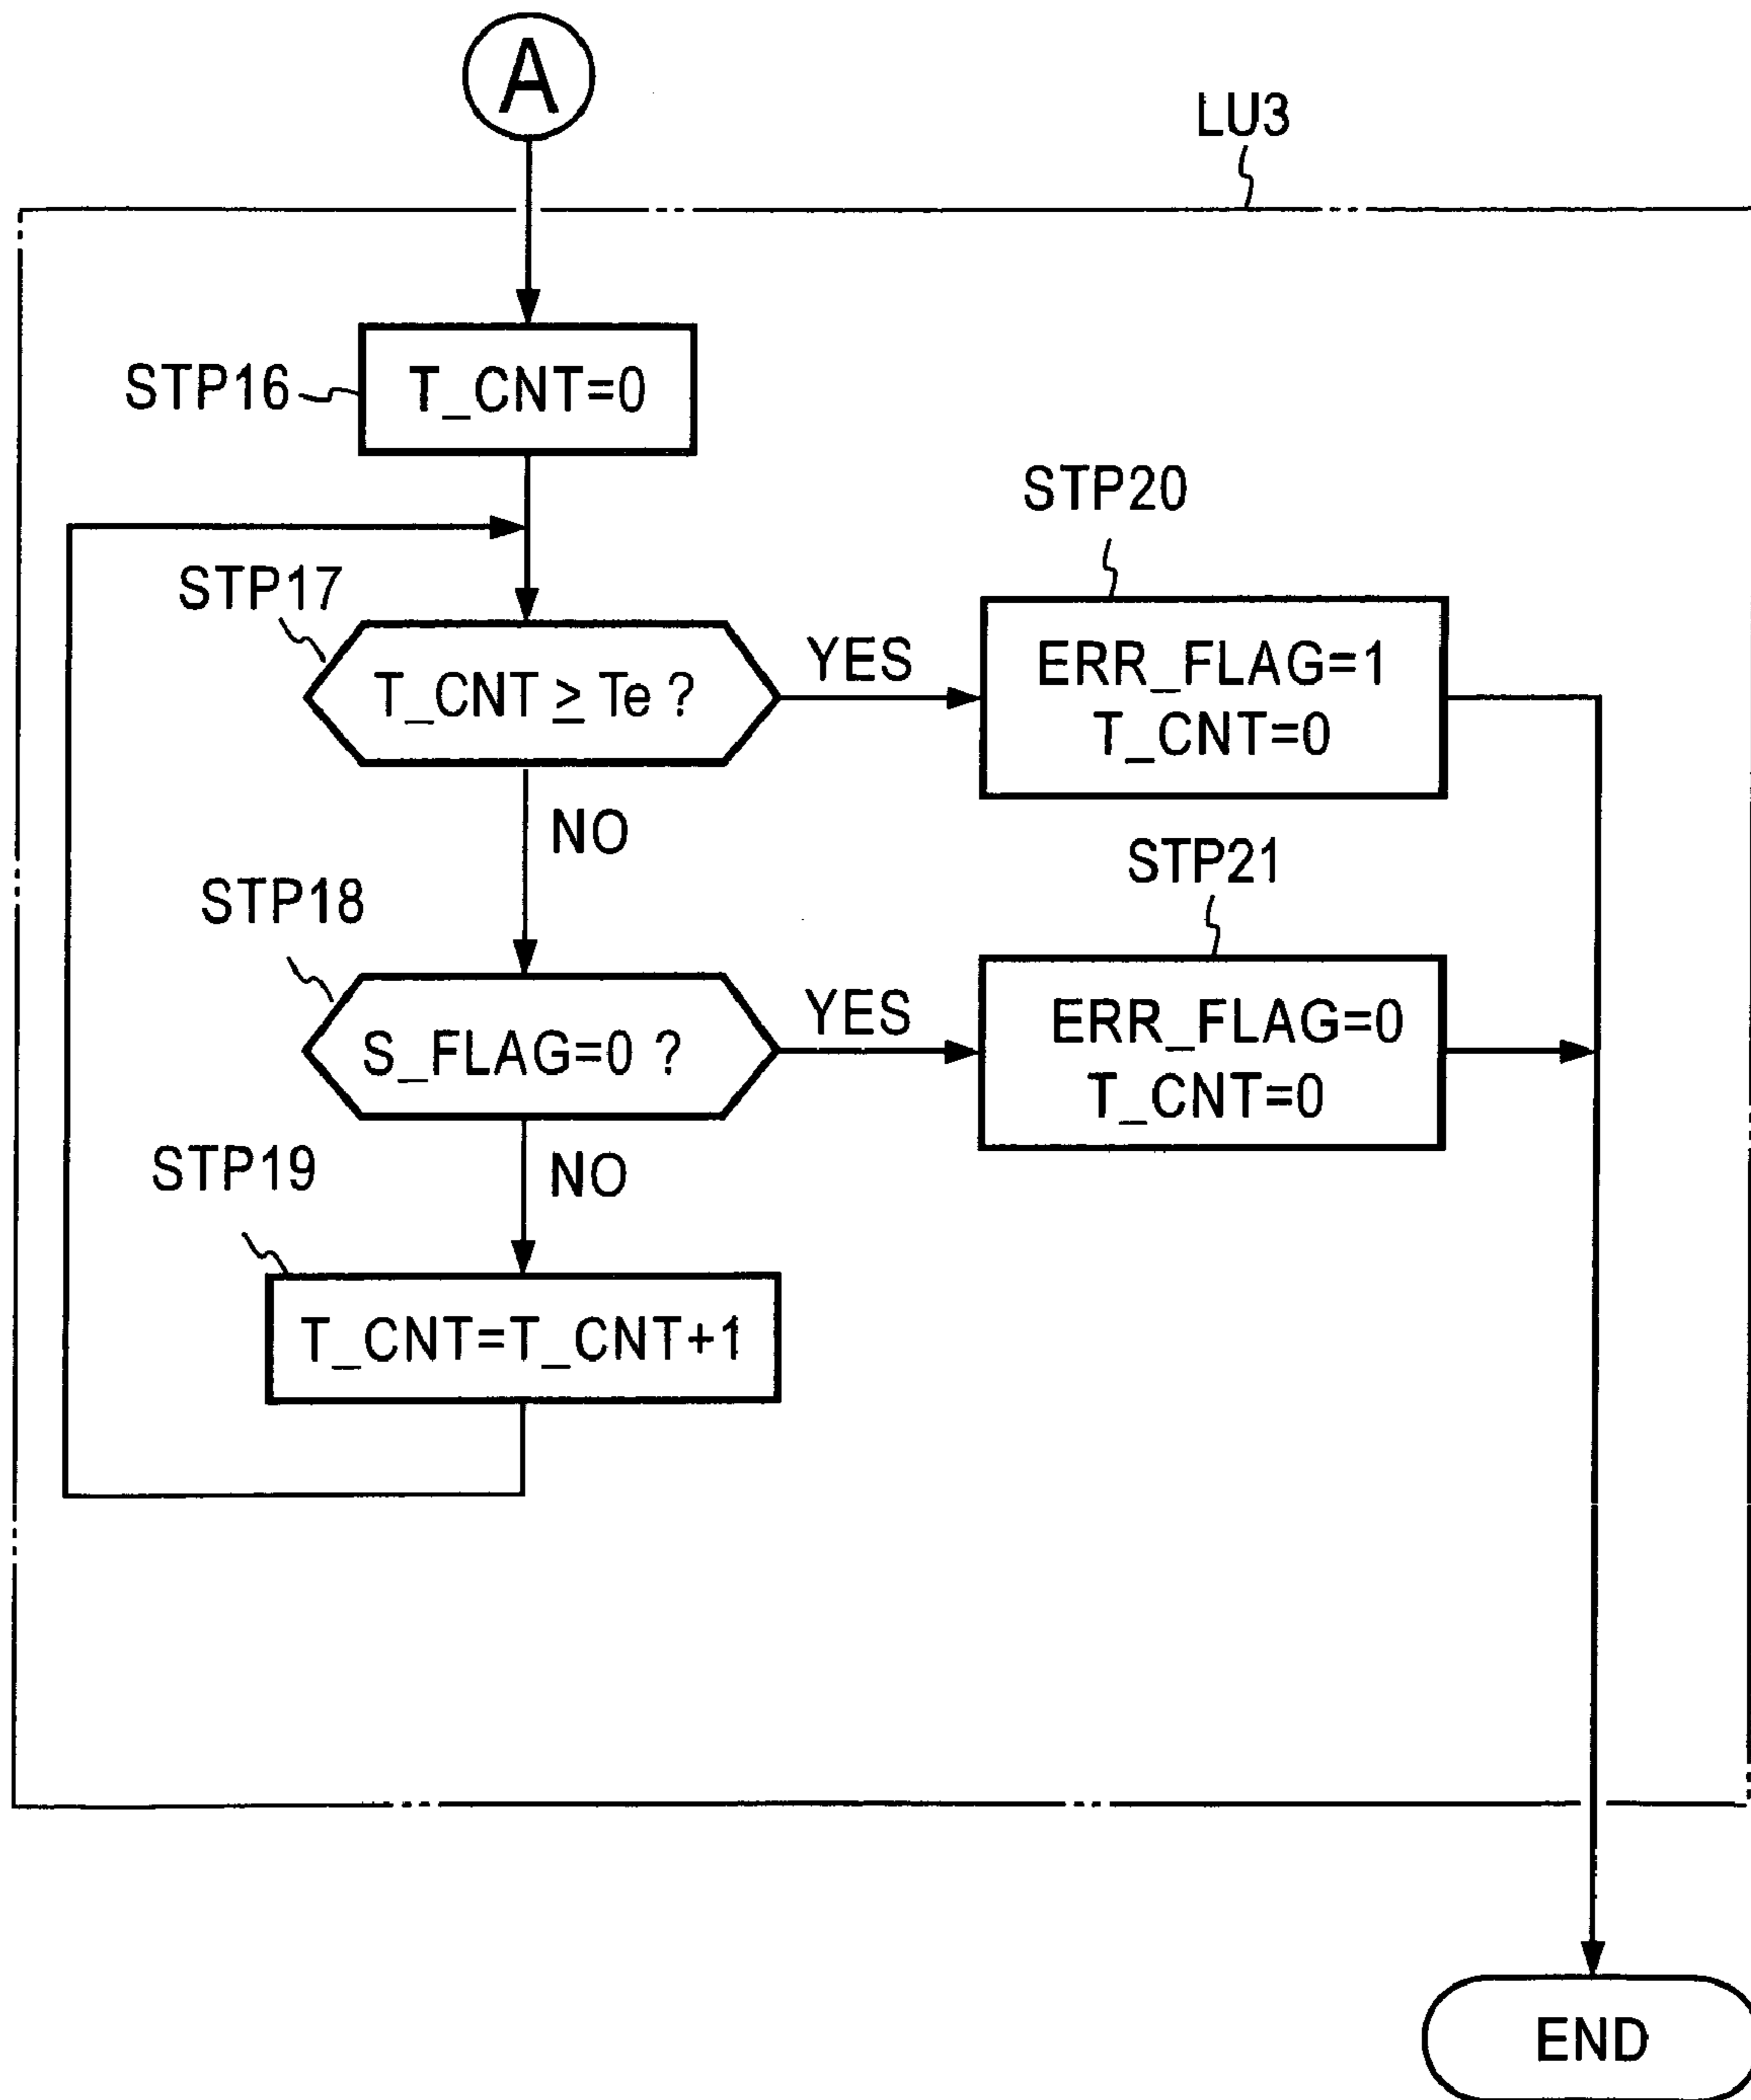 A
LU3
STP16
T_CNT=0
STP20
STP17
T_CNT ≥ Te ?
YES
ERR_FLAG=1
T_CNT=0
NO
STP21
STP18
S_FLAG=0 ?
YES
ERR_FLAG=0
T_CNT=0
STP19
NO
T_CNT=T_CNT+1
END